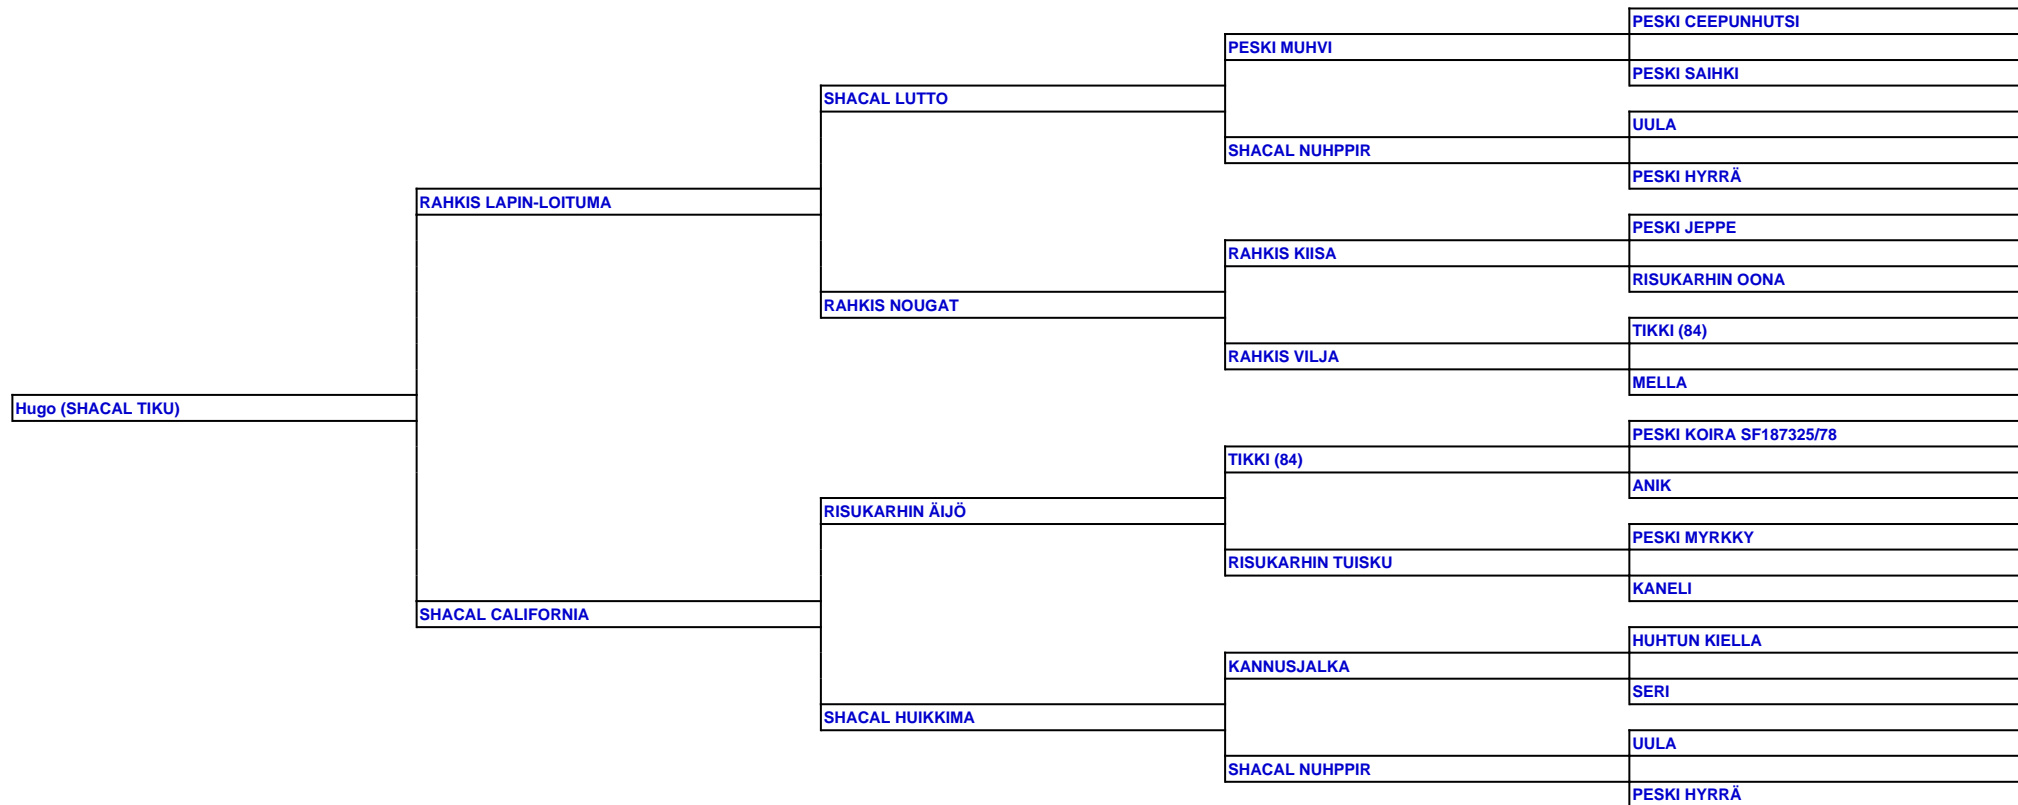 PESKI CEEPUNHUTSI
PESKI MUHVI
PESKI SAIHKI
SHACAL LUTTO
UULA
SHACAL NUHPPIR
PESKI HYRRÄ
RAHKIS LAPIN-LOITUMA
PESKI JEPPE
RAHKIS KIISA
RISUKARHIN OONA
RAHKIS NOUGAT
TIKKI (84)
RAHKIS VILJA
MELLA
Hugo (SHACAL TIKU)
PESKI KOIRA SF187325/78
TIKKI (84)
ANIK
RISUKARHIN ÄIJÖ
PESKI MYRKKY
RISUKARHIN TUISKU
KANELI
SHACAL CALIFORNIA
HUHTUN KIELLA
KANNUSJALKA
SERI
SHACAL HUIKKIMA
UULA
SHACAL NUHPPIR
PESKI HYRRÄ